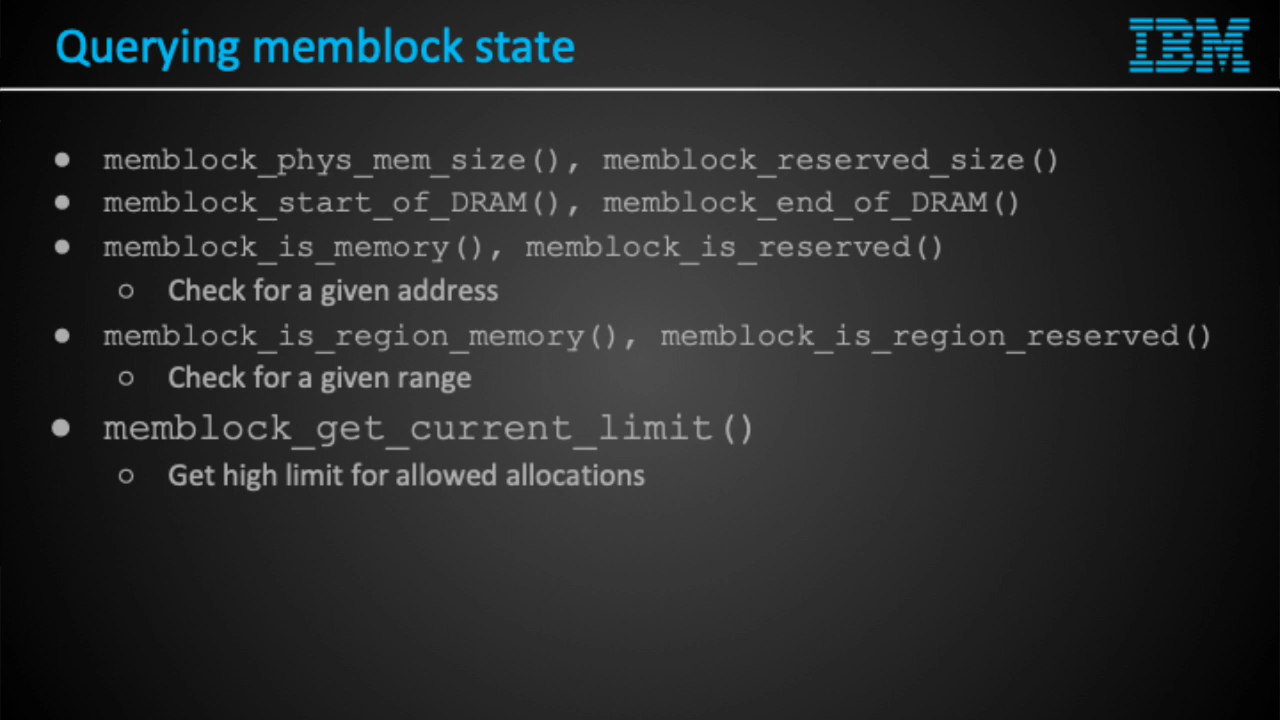 Querying memblock state
IBM
● memblock_phys_mem_size(), memblock_reserved_size()
● memblock_start_of_DRAM(), memblock_end_of_DRAM()
● memblock_is_memory(), memblock_is_reserved()
○ Check for a given address
● memblock_is_region_memory(), memblock_is_region_reserved()
○ Check for a given range
● memblock_get_current_limit()
○ Get high limit for allowed allocations